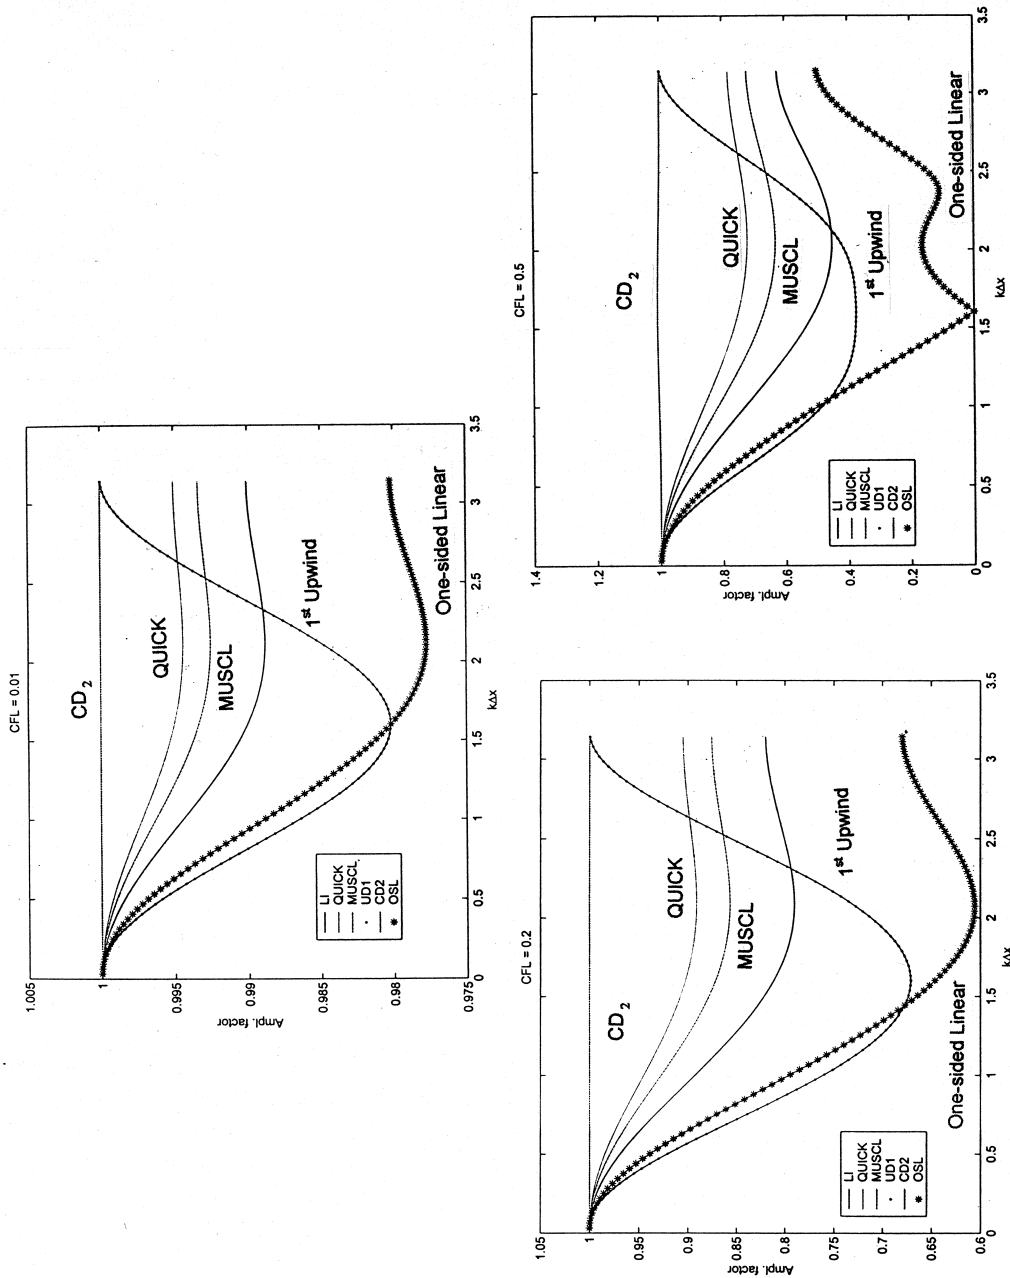 CFL = 0.01
1.005
1
0.995
0.99
0.985
0.98
0.975
Ampl. factor
0
0.5
1
1.5
2
2.5
3
3.5
kΔx
CD2
QUICK
MUSCL
1st Upwind
One-sided Linear
LI
QUICK
MUSCL
UD1
CD2
OSL
CFL = 0.2
1.05
1
0.95
0.9
0.85
0.8
0.75
0.7
0.65
0.6
Ampl. factor
0
0.5
1
1.5
2
2.5
3
3.5
kΔx
CD2
QUICK
MUSCL
1st Upwind
One-sided Linear
LI
QUICK
MUSCL
UD1
CD2
OSL
CFL = 0.5
1.4
1.2
1
0.8
0.6
0.4
0.2
0
Ampl. factor
0
0.5
1
1.5
2
2.5
3
3.5
kΔx
CD2
QUICK
MUSCL
1st Upwind
One-sided Linear
LI
QUICK
MUSCL
UD1
CD2
OSL